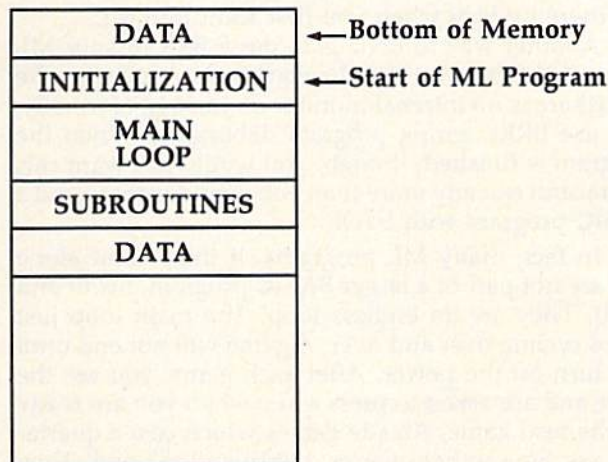 DATA
Bottom of Memory
INITIALIZATION
Start of ML Program
MAIN
LOOP
SUBROUTINES
DATA